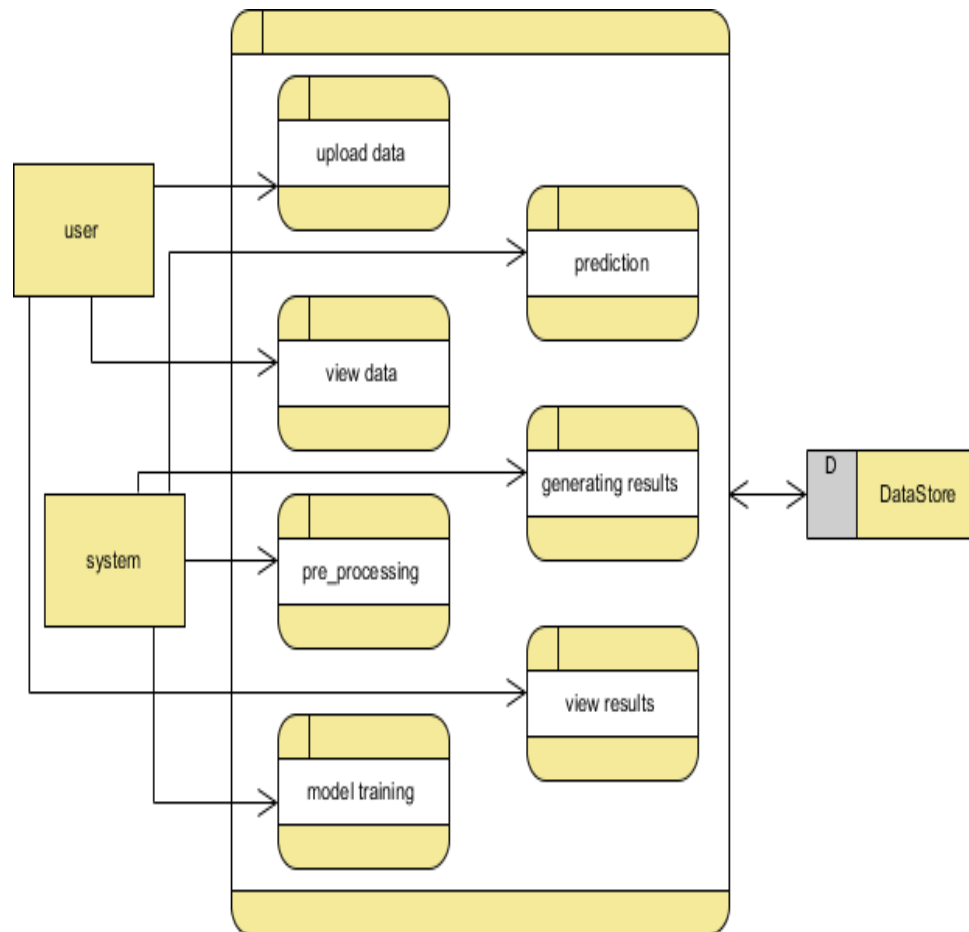 upload data
user
prediction
view data
D
DataStore
generating results
system
pre_processing
view results
model training